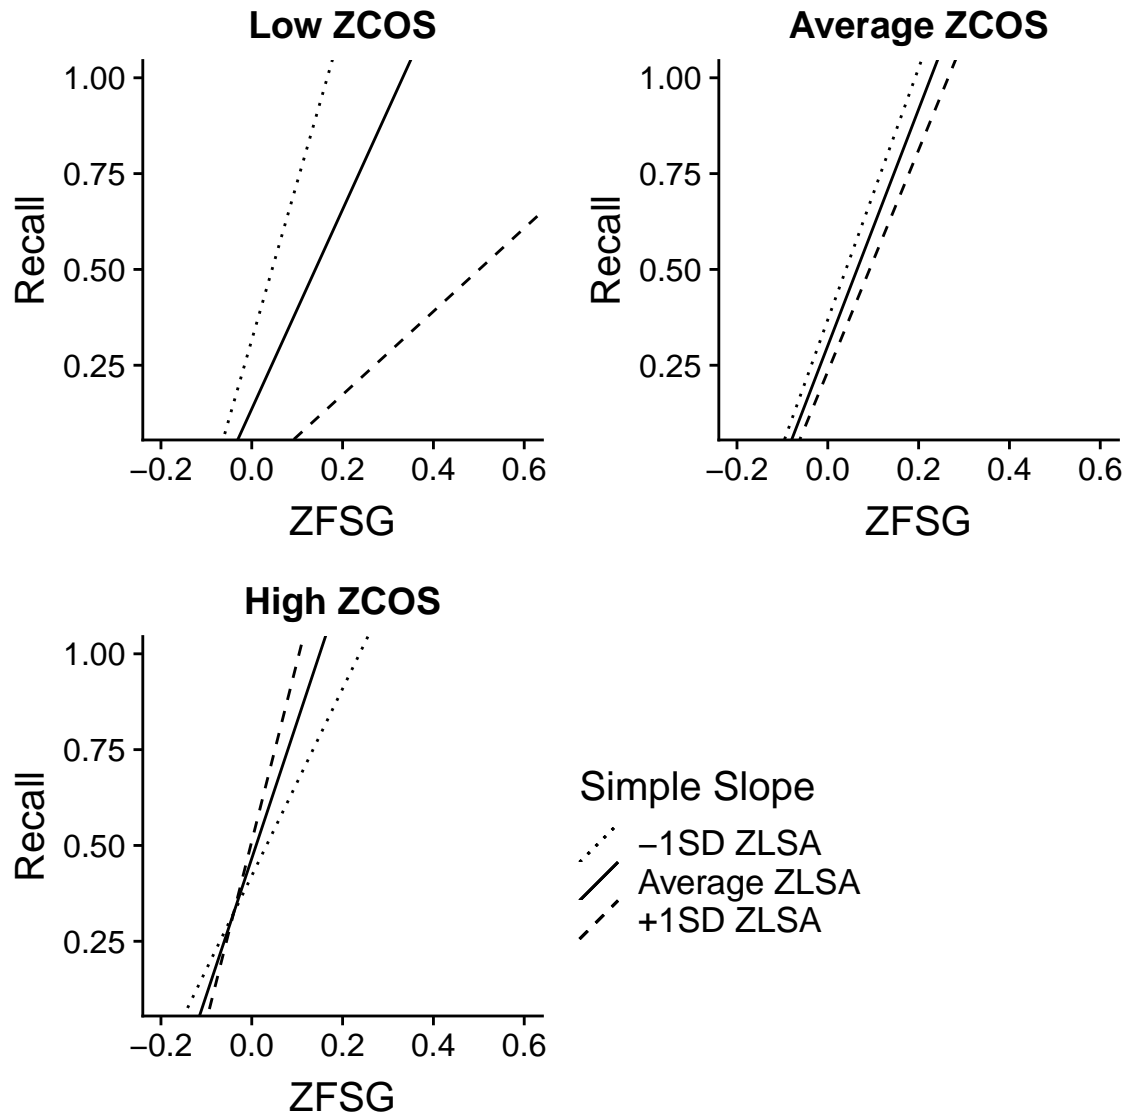 Low ZCOS
1.00
0.75
0.50
0.25
Recall
−0.2 0.0 0.2 0.4 0.6
ZFSG
Average ZCOS
1.00
0.75
0.50
0.25
Recall
−0.2 0.0 0.2 0.4 0.6
ZFSG
High ZCOS
1.00
0.75
0.50
0.25
Recall
−0.2 0.0 0.2 0.4 0.6
ZFSG
Simple Slope
−1SD ZLSA
Average ZLSA
+1SD ZLSA